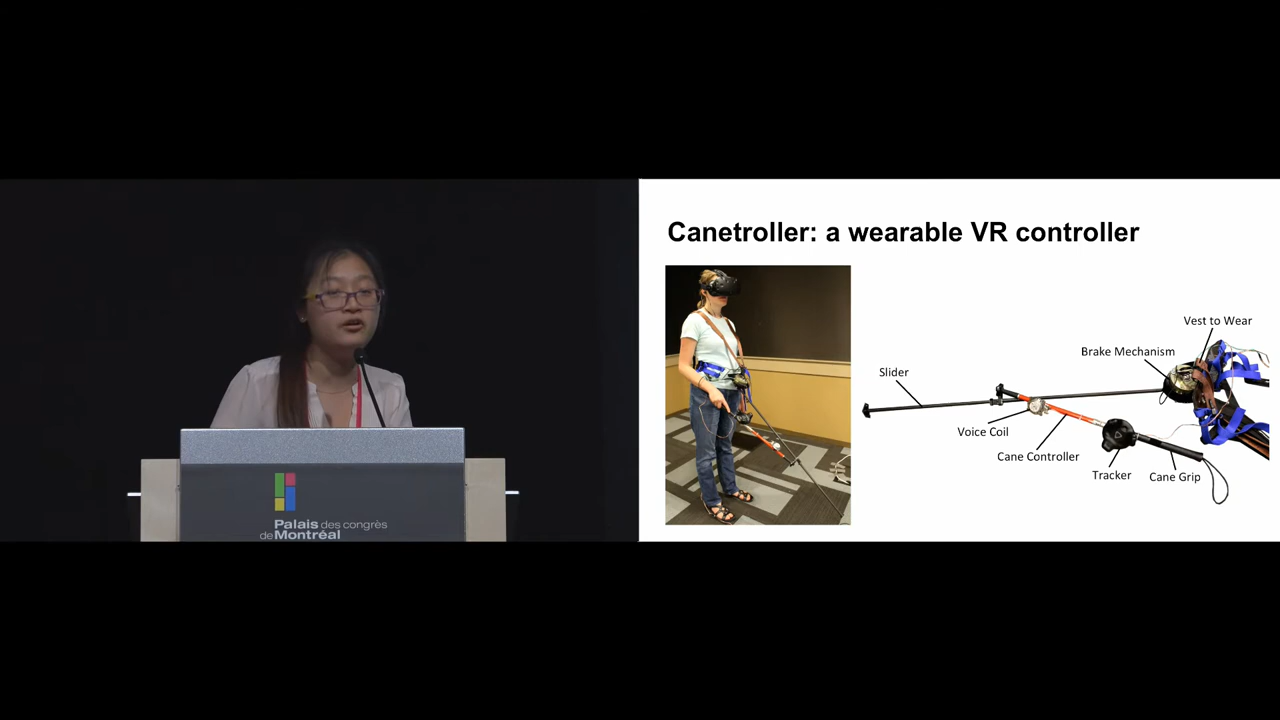 Canetroller: a wearable VR controller
Vest to Wear
Brake Mechanism
Slider
Voice Coil
Cane Controller
Tracker
Cane Grip
Palais des congrès
de Montréal